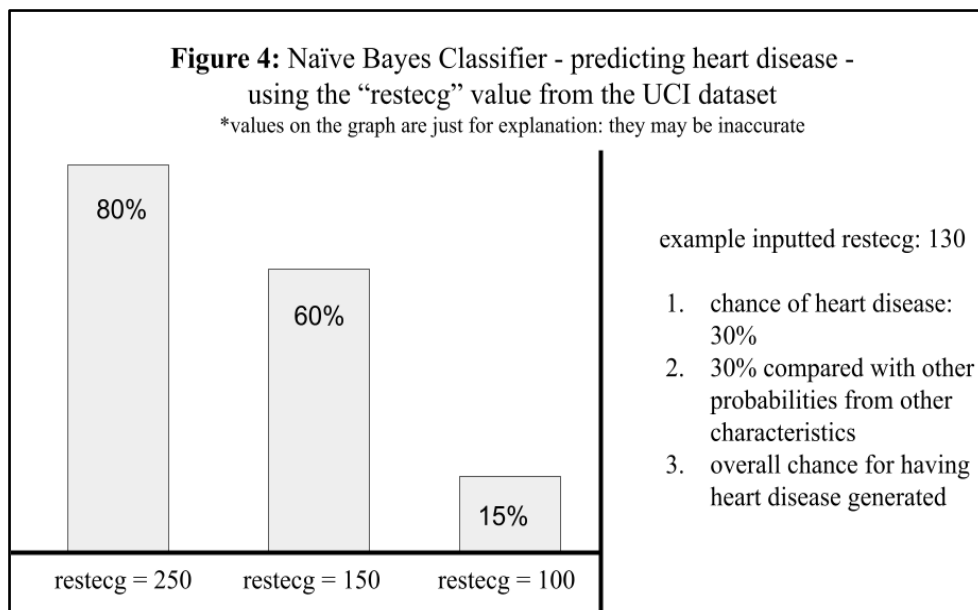 Figure 4: Naïve Bayes Classifier - predicting heart disease -
using the “restecg” value from the UCI dataset
*values on the graph are just for explanation: they may be inaccurate
80%
60%
15%
restecg = 250
restecg = 150
restecg = 100
example inputted restecg: 130
1. chance of heart disease:
30%
2. 30% compared with other
probabilities from other
characteristics
3. overall chance for having
heart disease generated